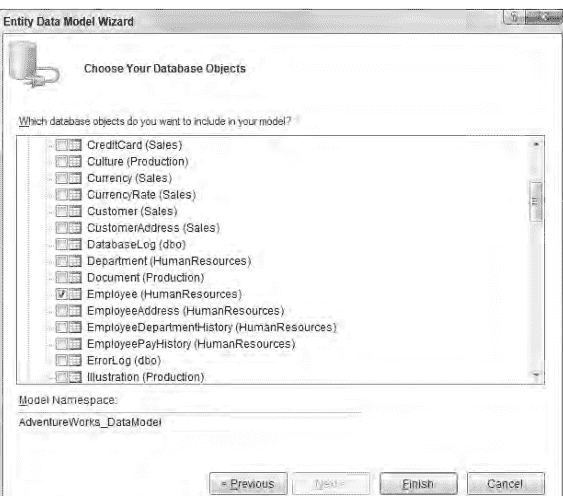 Entity Data Model Wizard
Choose Your Database Objects
Which database objects do you want to include in your model?
CreditCard (Sales)
Culture (Production)
Currency (Sales)
CurrencyRate (Sales)
Customer (Sales)
CustomerAddress (Sales)
DatabaseLog (dbo)
Department (HumanResources)
Document (Production)
Employee (HumanResources)
EmployeeAddress (HumanResources)
EmployeeDepartmentHistory (HumanResources)
EmployeePayHistory (HumanResources)
ErrorLog (dbo)
Illustration (Production)
Model Namespace:
AdventureWorks_DataModel
< Previous Next > Finish Cancel